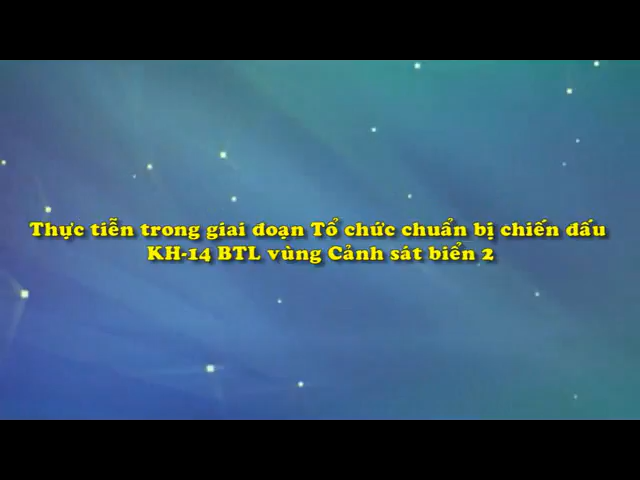 Thực tiễn trong giai đoạn Tổ chức chuẩn bị chiến đấu
KH-14 BTL vùng Cảnh sát biển 2